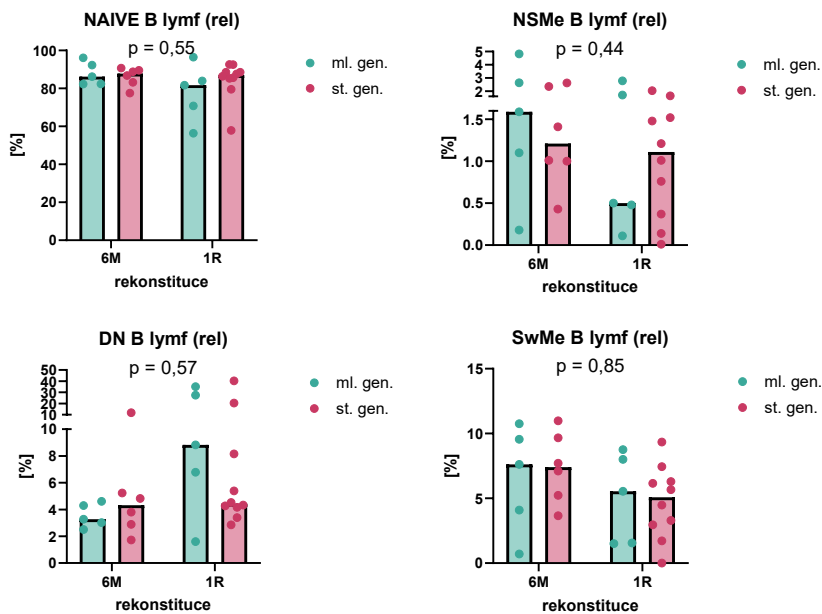 NAIVE B lymf (rel)
p = 0,55
100
80
60
40
20
0
[%]
6M
1R
rekonstituce
ml. gen.
st. gen.
NSMe B lymf (rel)
p = 0,44
5
4
3
2
1.5
1.0
0.5
0.0
[%]
6M
1R
rekonstituce
ml. gen.
st. gen.
DN B lymf (rel)
p = 0,57
50
40
30
20
10
10
8
6
4
2
0
[%]
6M
1R
rekonstituce
ml. gen.
st. gen.
SwMe B lymf (rel)
p = 0,85
15
10
5
0
[%]
6M
1R
rekonstituce
ml. gen.
st. gen.